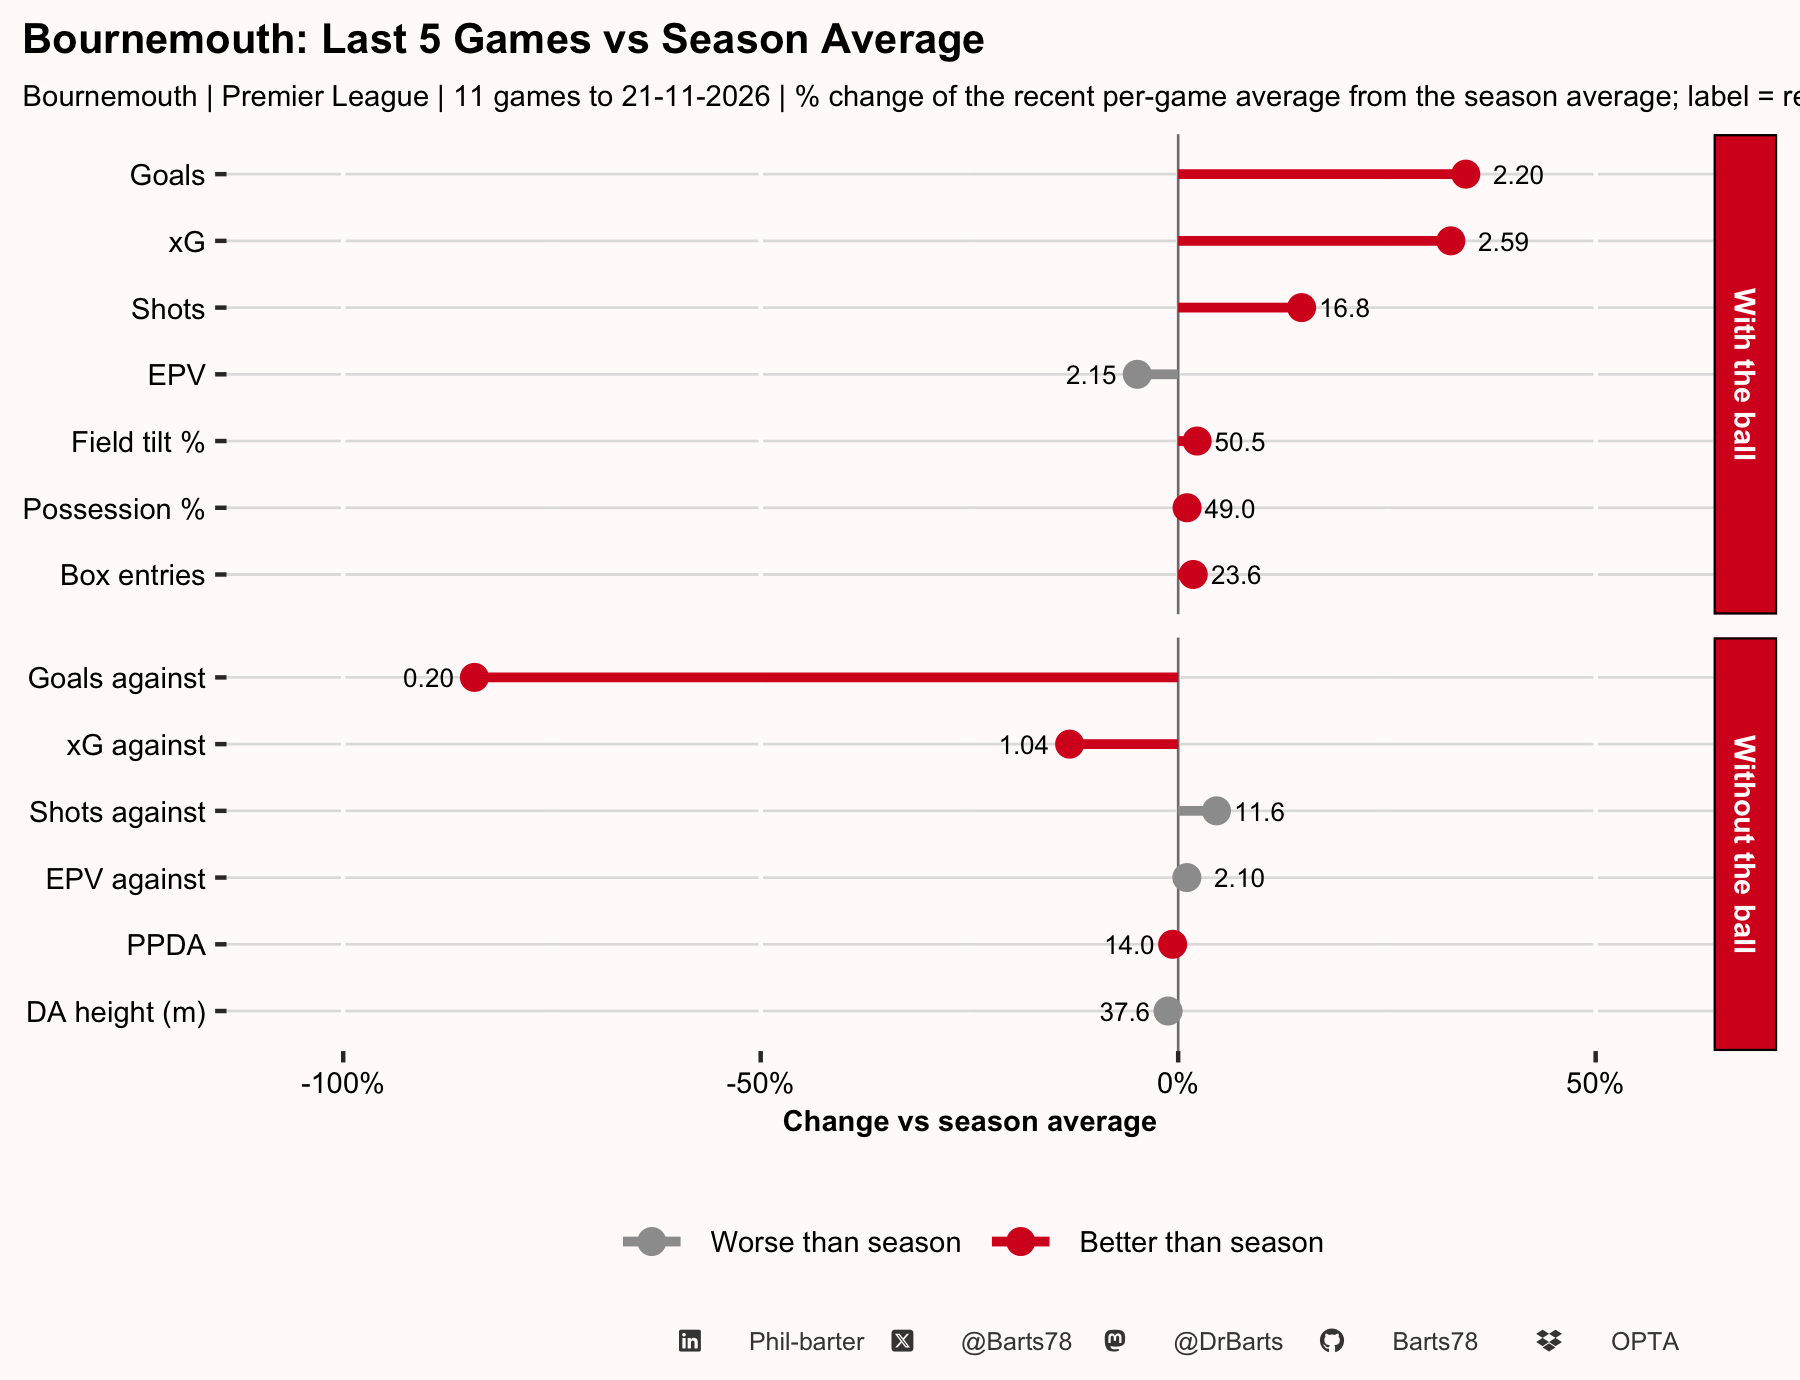 Bournemouth: Last 5 Games vs Season Average
Bournemouth | Premier League | 11 games to 21-11-2026 | % change of the recent per-game average from the season average; label = re
Goals
2.20
xG
2.59
Shots
16.8
EPV
2.15
Field tilt %
50.5
Possession %
49.0
Box entries
23.6
With the ball
Goals against
0.20
xG against
1.04
Shots against
11.6
EPV against
2.10
PPDA
14.0
DA height (m)
37.6
Without the ball
-100%
-50%
0%
50%
Change vs season average
Worse than season
Better than season
Phil-barter
@Barts78
@DrBarts
Barts78
OPTA